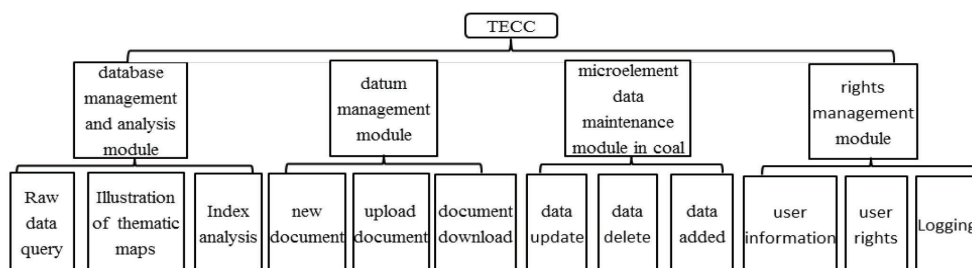 TECC
database
management
and analysis
module
datum
management
module
microelement
data
maintenance
module in coal
rights
management
module
Raw
data
query
Illustration
of thematic
maps
Index
analysis
new
document
upload
document
document
download
data
update
data
delete
data
added
user
information
user
rights
Logging